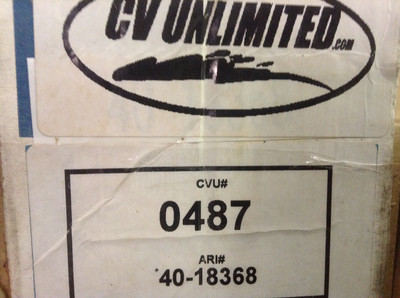 CV UNLIMITED.com
CVU#
0487
ARI#
40-18368